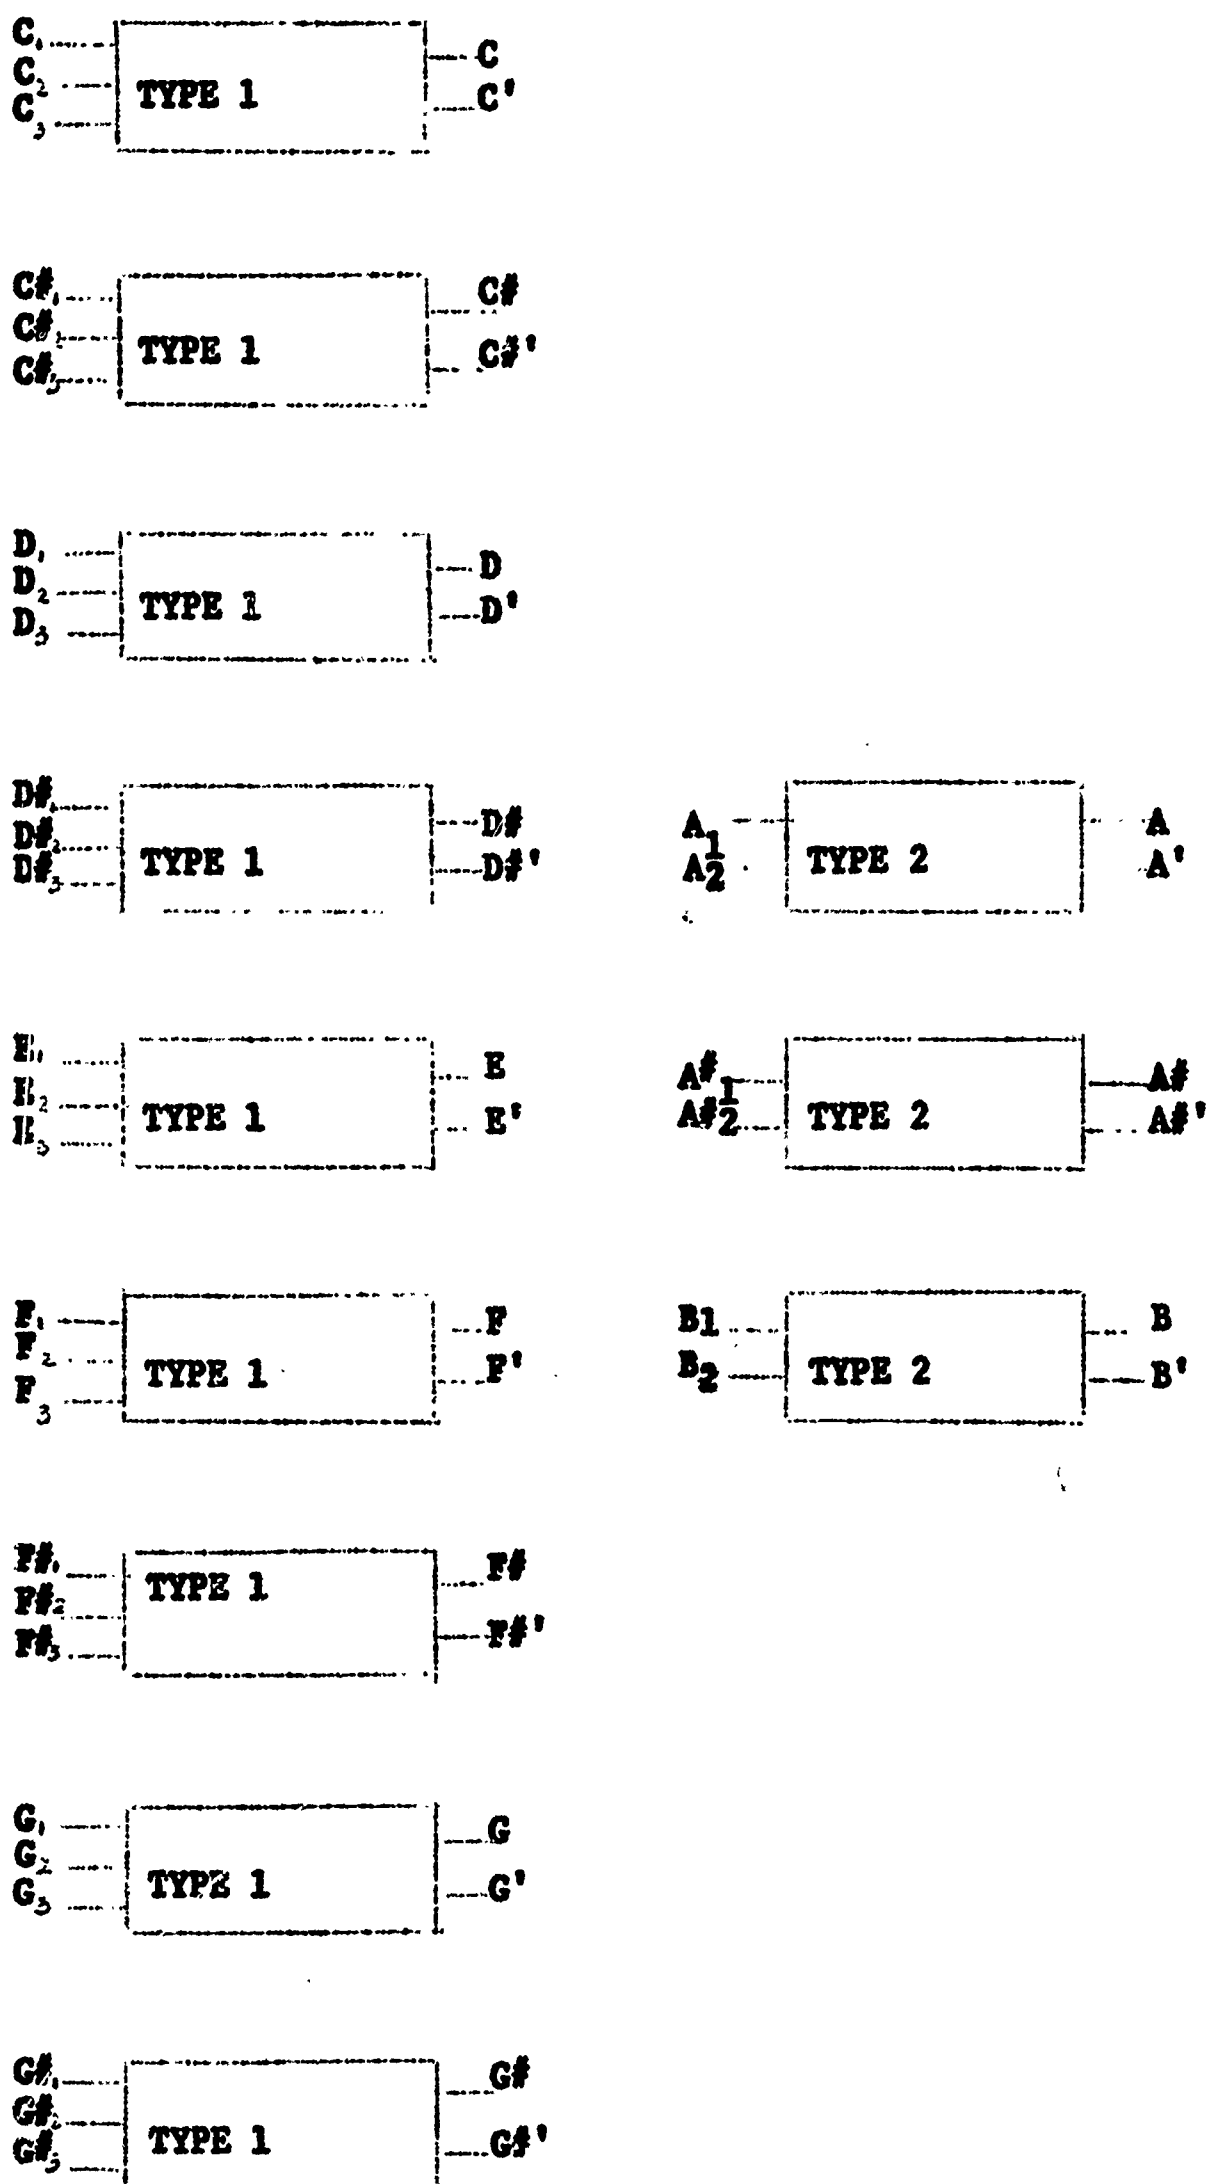 C₁
C₂
C₃
TYPE 1
C
C'
C#₁
C#₂
C#₃
TYPE 1
C#
C#'
D₁
D₂
D₃
TYPE 1
D
D'
D#₁
D#₂
D#₃
TYPE 1
D#
D#'
A₁
A₂
TYPE 2
A
A'
E₁
E₂
E₃
TYPE 1
E
E'
A#₁
A#₂
TYPE 2
A#
A#'
F₁
F₂
F₃
TYPE 1
F
F'
B1
B₂
TYPE 2
B
B'
F#₁
F#₂
F#₃
TYPE 1
F#
F#'
G₁
G₂
G₃
TYPE 1
G
G'
G#₁
G#₂
G#₃
TYPE 1
G#
G#'